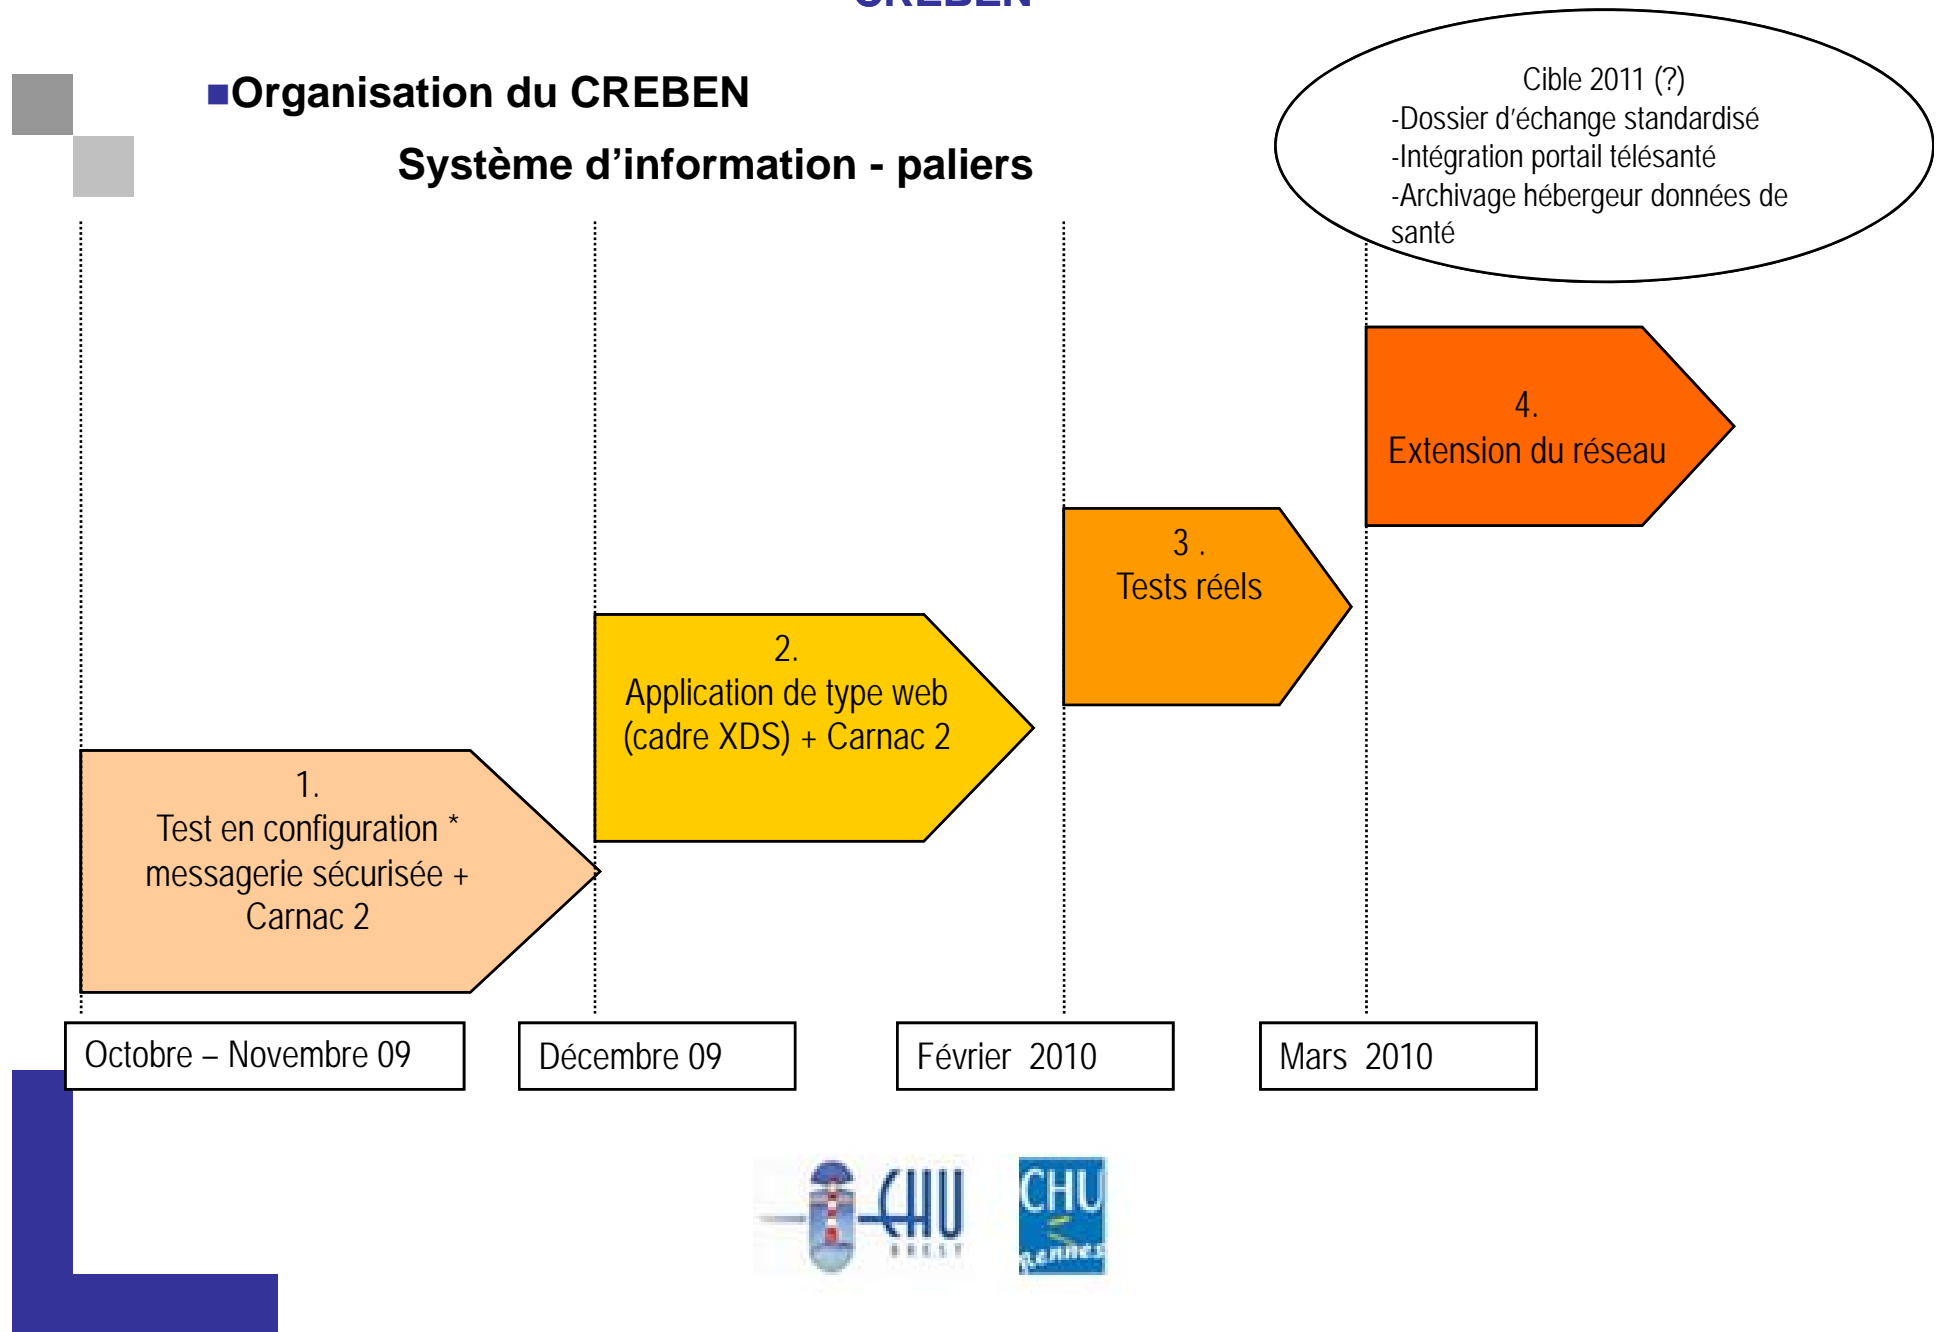 CREBEN
Organisation du CREBEN
Système d'information - paliers
Cible 2011 (?)
-Dossier d'échange standardisé
-Intégration portail télésanté
-Archivage hébergeur données de
santé
4.
Extension du réseau
3 .
Tests réels
2.
Application de type web
(cadre XDS) + Carnac 2
1.
Test en configuration *
messagerie sécurisée +
Carnac 2
Octobre – Novembre 09
Décembre 09
Février 2010
Mars 2010
CHU
BREST
CHU
Rennes